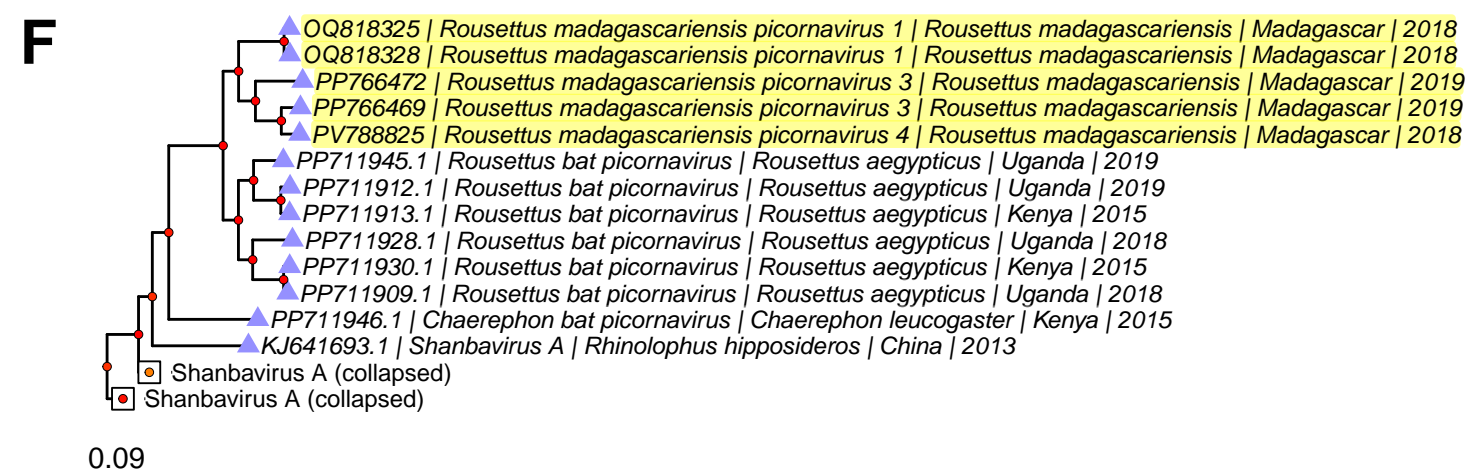 F
OQ818325 | Rousettus madagascariensis picornavirus 1 | Rousettus madagascariensis | Madagascar | 2018
OQ818328 | Rousettus madagascariensis picornavirus 1 | Rousettus madagascariensis | Madagascar | 2018
PP766472 | Rousettus madagascariensis picornavirus 3 | Rousettus madagascariensis | Madagascar | 2019
PP766469 | Rousettus madagascariensis picornavirus 3 | Rousettus madagascariensis | Madagascar | 2019
PV788825 | Rousettus madagascariensis picornavirus 4 | Rousettus madagascariensis | Madagascar | 2018
PP711945.1 | Rousettus bat picornavirus | Rousettus aegypticus | Uganda | 2019
PP711912.1 | Rousettus bat picornavirus | Rousettus aegypticus | Uganda | 2019
PP711913.1 | Rousettus bat picornavirus | Rousettus aegypticus | Kenya | 2015
PP711928.1 | Rousettus bat picornavirus | Rousettus aegypticus | Uganda | 2018
PP711930.1 | Rousettus bat picornavirus | Rousettus aegypticus | Kenya | 2015
PP711909.1 | Rousettus bat picornavirus | Rousettus aegypticus | Uganda | 2018
PP711946.1 | Chaerephon bat picornavirus | Chaerephon leucogaster | Kenya | 2015
KJ641693.1 | Shanbavirus A | Rhinolophus hipposideros | China | 2013
Shanbavirus A (collapsed)
Shanbavirus A (collapsed)
0.09